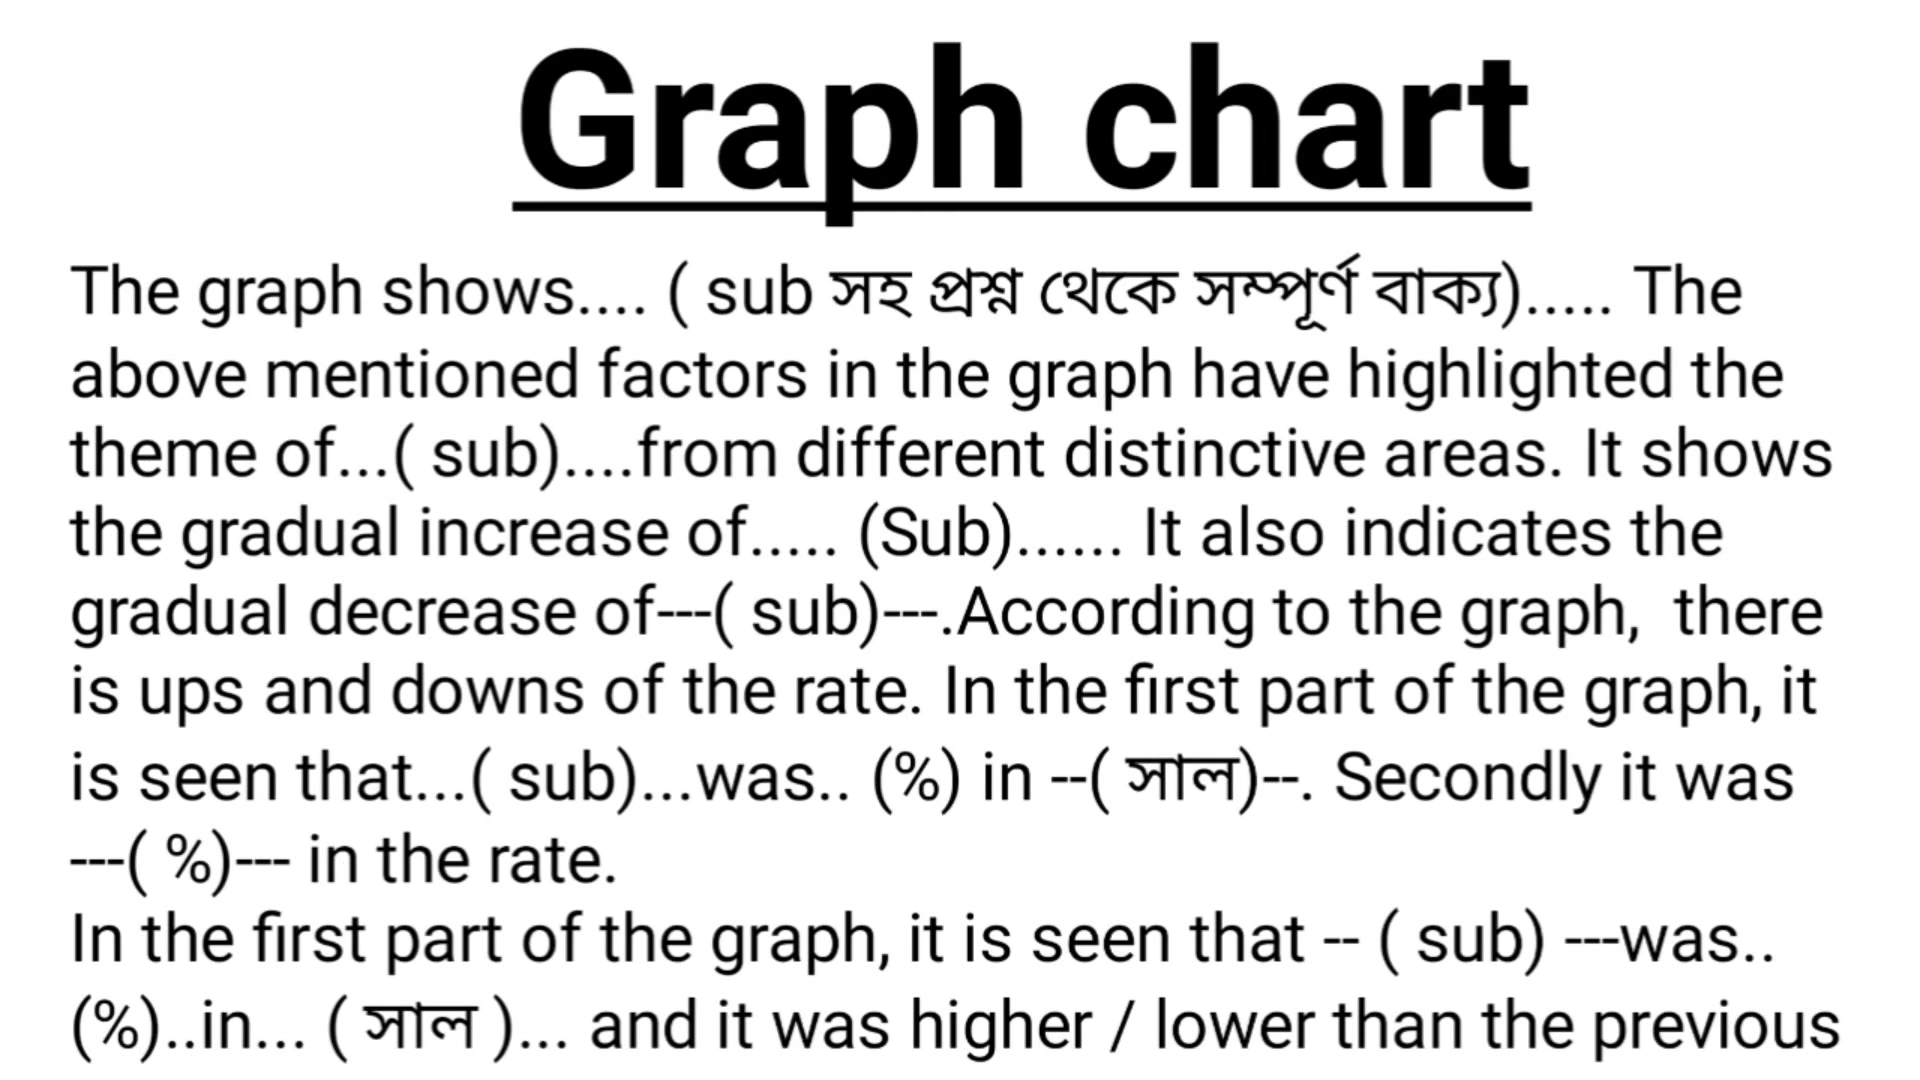 Graph chart
The graph shows.... ( sub সহ প্রশ্ন থেকে সম্পূর্ণ বাক্য)..... The
above mentioned factors in the graph have highlighted the
theme of...( sub)....from different distinctive areas. It shows
the gradual increase of..... (Sub)...... It also indicates the
gradual decrease of---( sub)---.According to the graph,  there
is ups and downs of the rate. In the first part of the graph, it
is seen that...( sub)...was.. (%) in --( সাল)--. Secondly it was
---( %)--- in the rate.
In the first part of the graph, it is seen that -- ( sub) ---was..
(%)..in... ( সাল )... and it was higher / lower than the previous